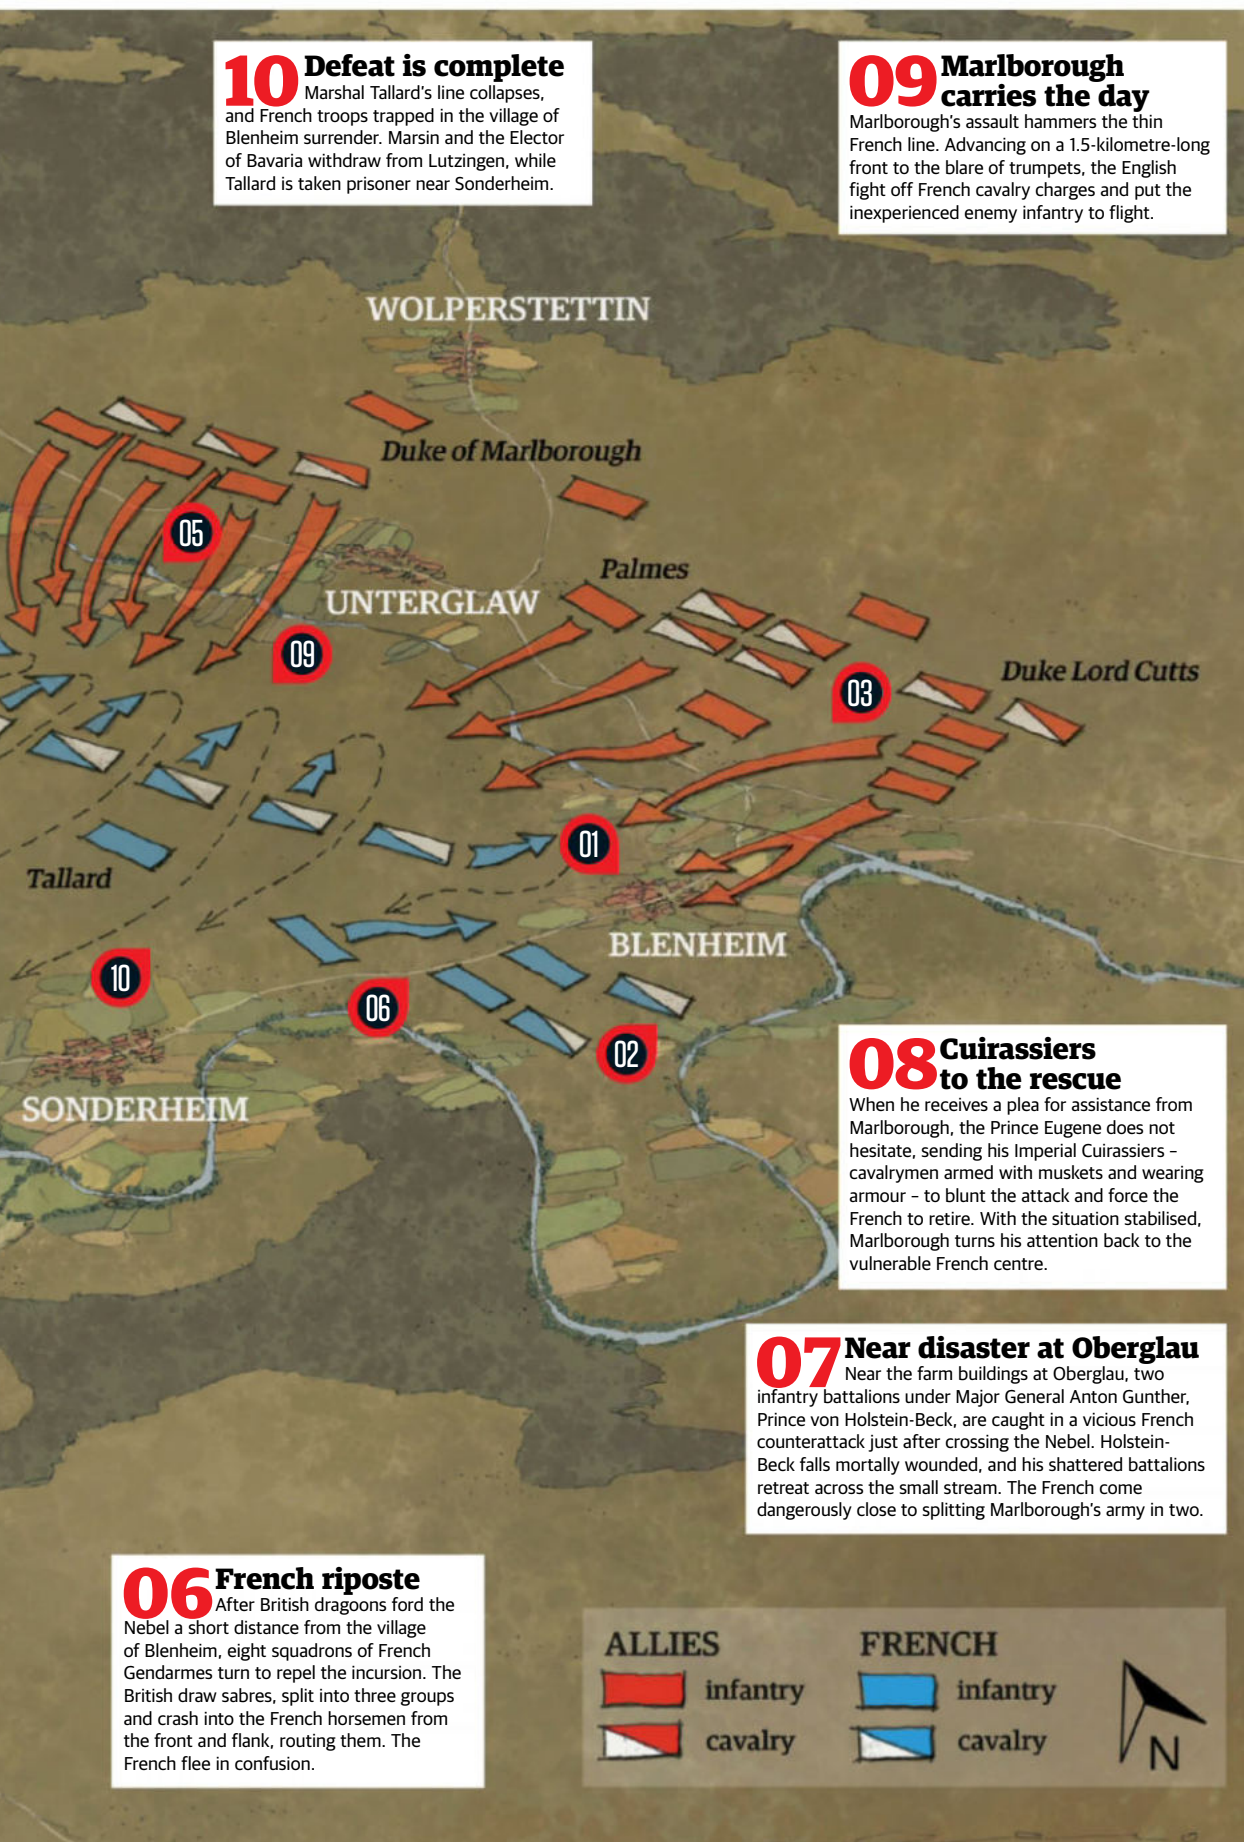 10 Defeat is complete
Marshal Tallard's line collapses,
and French troops trapped in the village of
Blenheim surrender. Marsin and the Elector
of Bavaria withdraw from Lutzingen, while
Tallard is taken prisoner near Sonderheim.
09 Marlborough
carries the day
Marlborough's assault hammers the thin
French line. Advancing on a 1.5-kilometre-long
front to the blare of trumpets, the English
fight off French cavalry charges and put the
inexperienced enemy infantry to flight.
WOLPERSTETTIN
Duke of Marlborough
05
Palmes
UNTERGLAW
09
Duke Lord Cutts
03
01
Tallard
BLENHEIM
10
06
02
SONDERHEIM
08 Cuirassiers
to the rescue
When he receives a plea for assistance from
Marlborough, the Prince Eugene does not
hesitate, sending his Imperial Cuirassiers –
cavalrymen armed with muskets and wearing
armour – to blunt the attack and force the
French to retire. With the situation stabilised,
Marlborough turns his attention back to the
vulnerable French centre.
07 Near disaster at Oberglau
Near the farm buildings at Oberglau, two
infantry battalions under Major General Anton Gunther,
Prince von Holstein-Beck, are caught in a vicious French
counterattack just after crossing the Nebel. Holstein-
Beck falls mortally wounded, and his shattered battalions
retreat across the small stream. The French come
dangerously close to splitting Marlborough's army in two.
06 French riposte
After British dragoons ford the
Nebel a short distance from the village
of Blenheim, eight squadrons of French
Gendarmes turn to repel the incursion. The
British draw sabres, split into three groups
and crash into the French horsemen from
the front and flank, routing them. The
French flee in confusion.
ALLIES
infantry
cavalry
FRENCH
infantry
cavalry
N